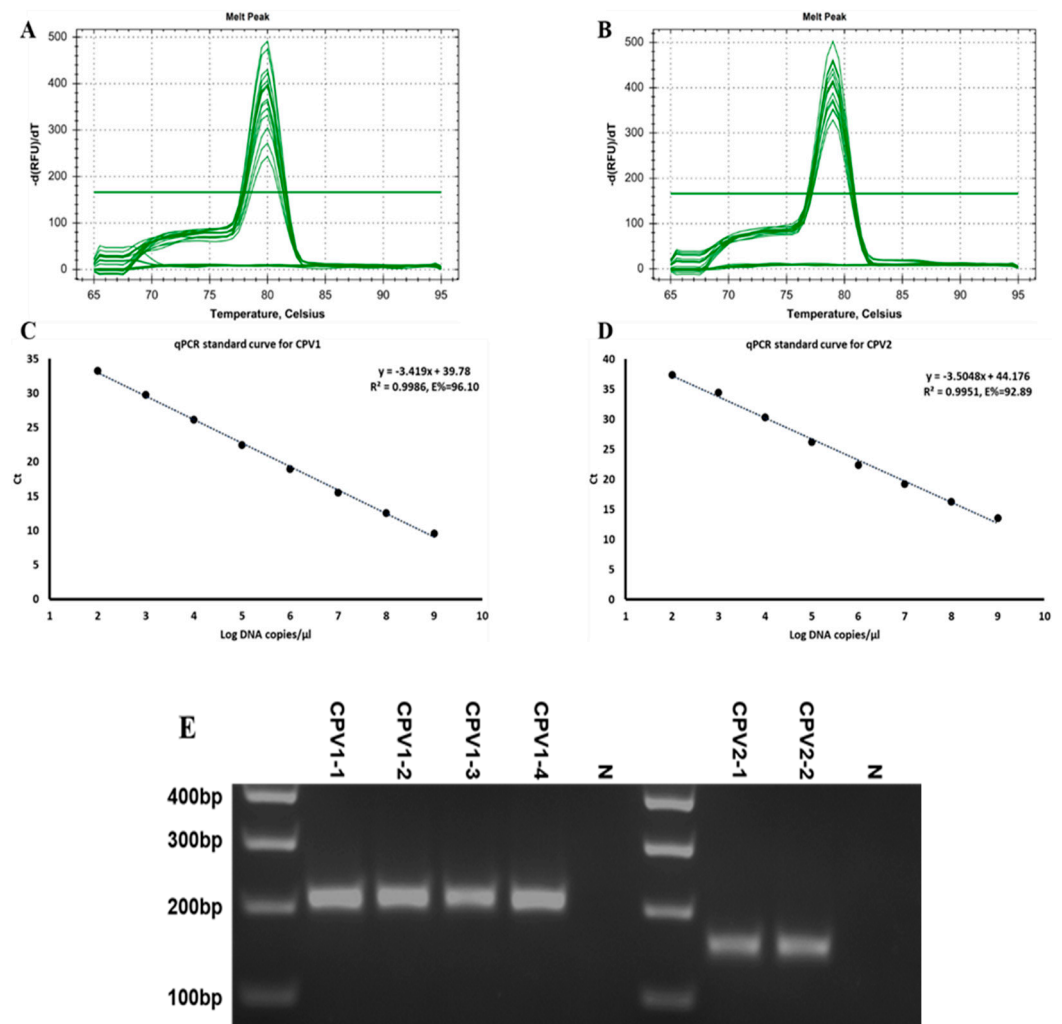 A
Melt Peak
500
400
300
200
100
0
-d(RFU)/dT
65 70 75 80 85 90 95
Temperature, Celsius
B
Melt Peak
500
400
300
200
100
0
-d(RFU)/dT
65 70 75 80 85 90 95
Temperature, Celsius
C
qPCR standard curve for CPV1
y = -3.419x + 39.78
R² = 0.9986, E%=96.10
35
30
25
20
15
10
5
0
Ct
1 2 3 4 5 6 7 8 9 10
Log DNA copies/µl
D
qPCR standard curve for CPV2
y = -3.5048x + 44.176
R² = 0.9951, E%=92.89
40
35
30
25
20
15
10
5
0
Ct
1 2 3 4 5 6 7 8 9 10
Log DNA copies/µl
E
CPV1-1
CPV1-2
CPV1-3
CPV1-4
N
CPV2-1
CPV2-2
N
400bp
300bp
200bp
100bp